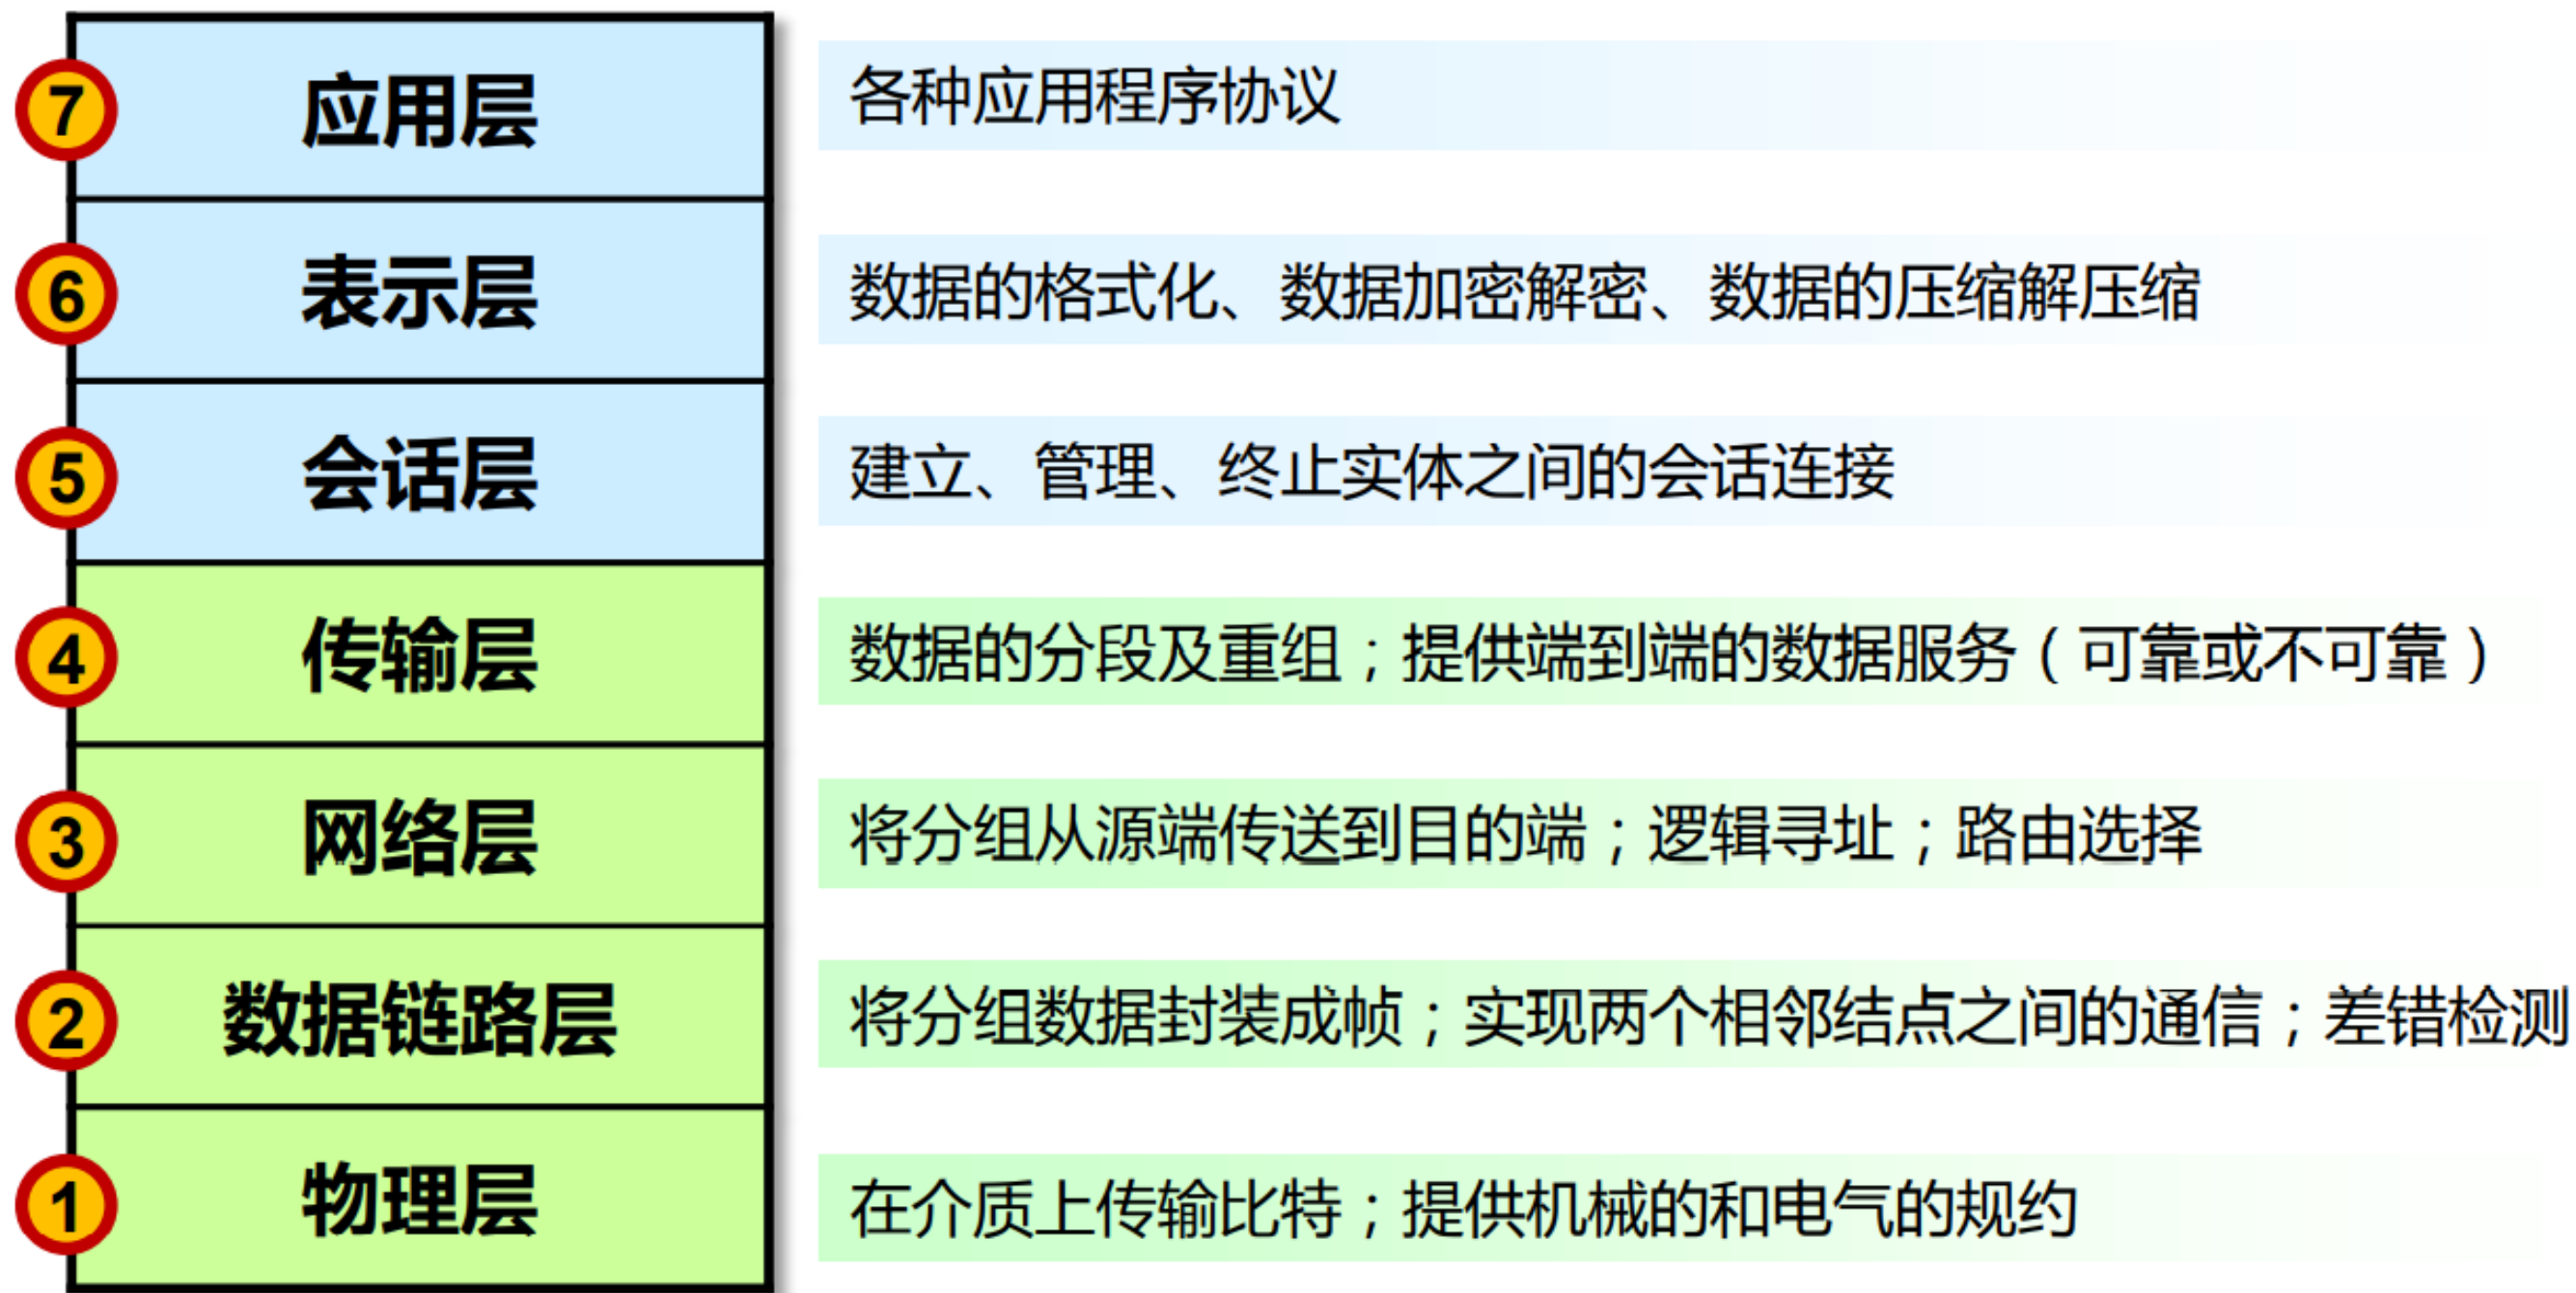 7 应用层 各种应用程序协议
6 表示层 数据的格式化、数据加密解密、数据的压缩解压缩
5 会话层 建立、管理、终止实体之间的会话连接
4 传输层 数据的分段及重组；提供端到端的数据服务（可靠或不可靠）
3 网络层 将分组从源端传送到目的端；逻辑寻址；路由选择
2 数据链路层 将分组数据封装成帧；实现两个相邻结点之间的通信；差错检测
1 物理层 在介质上传输比特；提供机械的和电气的规约